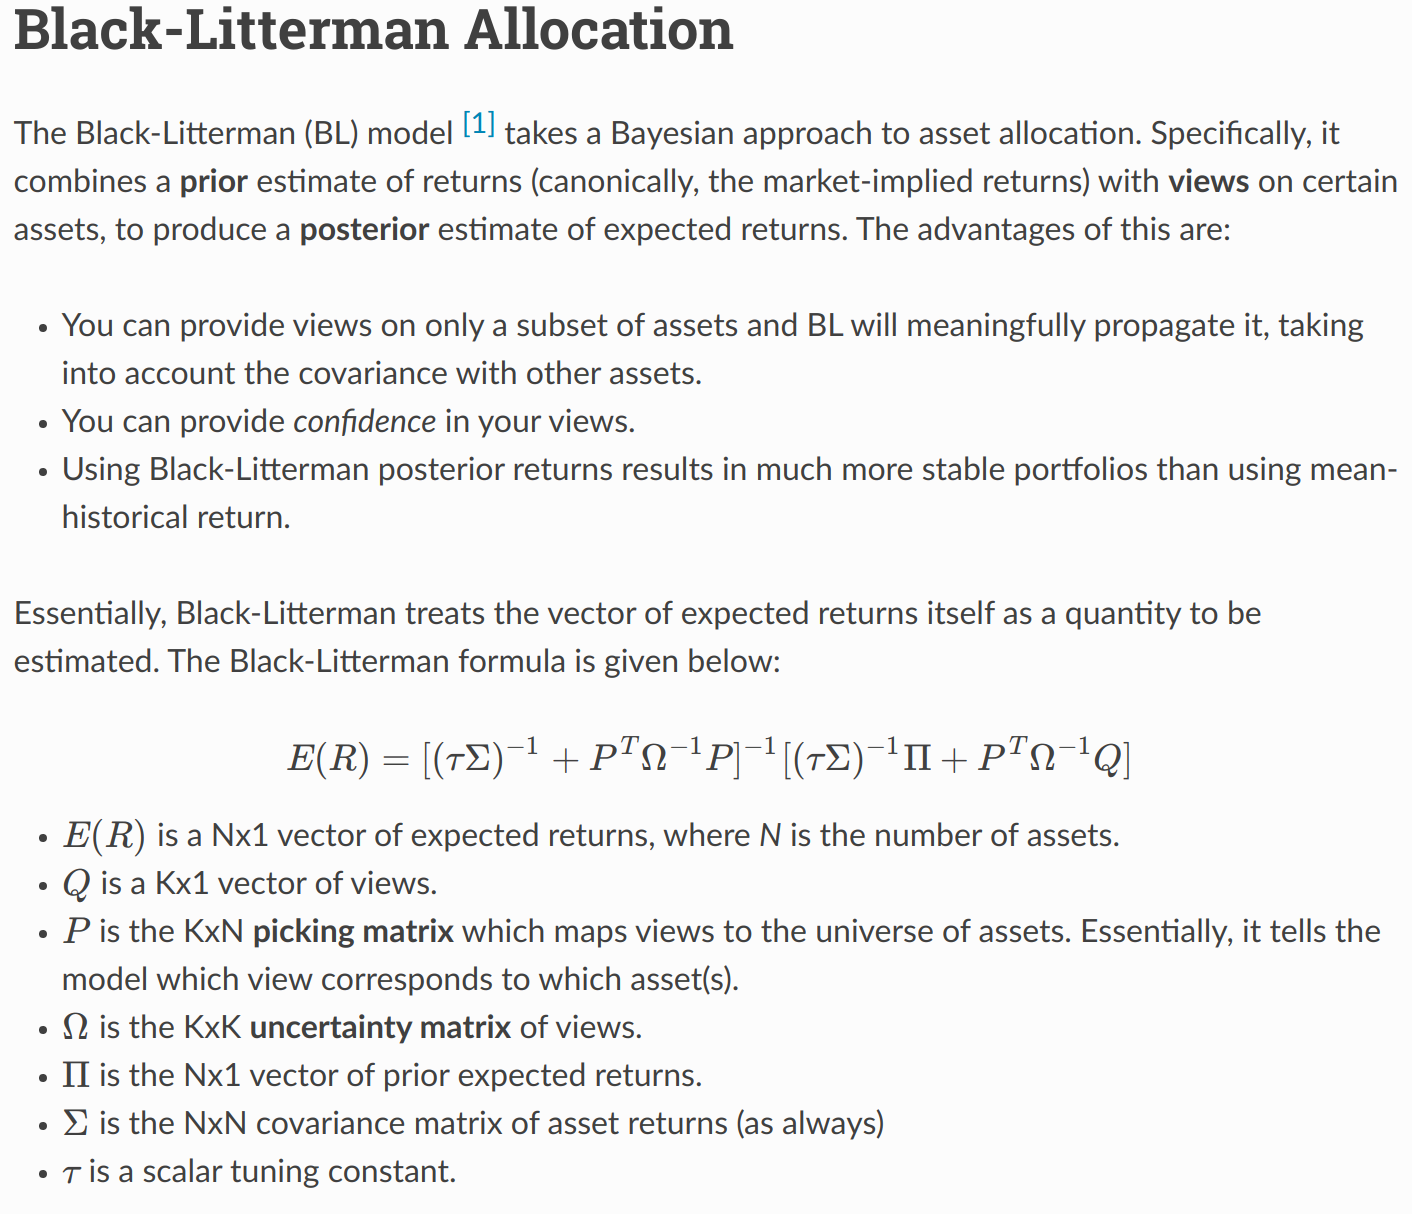 Black-Litterman Allocation
The Black-Litterman (BL) model [1] takes a Bayesian approach to asset allocation. Specifically, it
combines a prior estimate of returns (canonically, the market-implied returns) with views on certain
assets, to produce a posterior estimate of expected returns. The advantages of this are:
• You can provide views on only a subset of assets and BL will meaningfully propagate it, taking
into account the covariance with other assets.
• You can provide confidence in your views.
• Using Black-Litterman posterior returns results in much more stable portfolios than using mean-
historical return.
Essentially, Black-Litterman treats the vector of expected returns itself as a quantity to be
estimated. The Black-Litterman formula is given below:
E(R) = [(τΣ)⁻¹ + PᵀΩ⁻¹P]⁻¹[(τΣ)⁻¹Π + PᵀΩ⁻¹Q]
• E(R) is a Nx1 vector of expected returns, where N is the number of assets.
• Q is a Kx1 vector of views.
• P is the KxN picking matrix which maps views to the universe of assets. Essentially, it tells the
model which view corresponds to which asset(s).
• Ω is the KxK uncertainty matrix of views.
• Π is the Nx1 vector of prior expected returns.
• Σ is the NxN covariance matrix of asset returns (as always)
• τ is a scalar tuning constant.